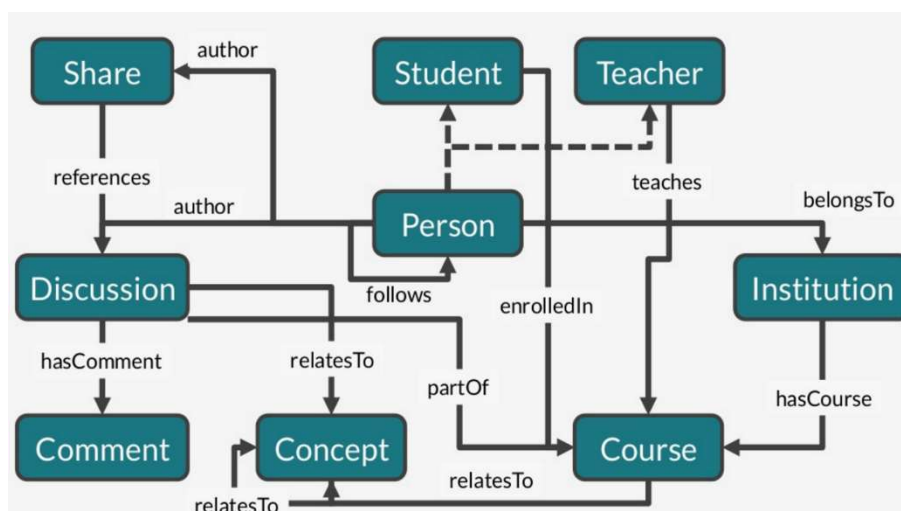 author
Share
Student
Teacher
references
author
teaches
Person
belongsTo
Discussion
follows
Institution
enrolledIn
hasComment
relatesTo
partOf
hasCourse
Comment
Concept
Course
relatesTo
relatesTo